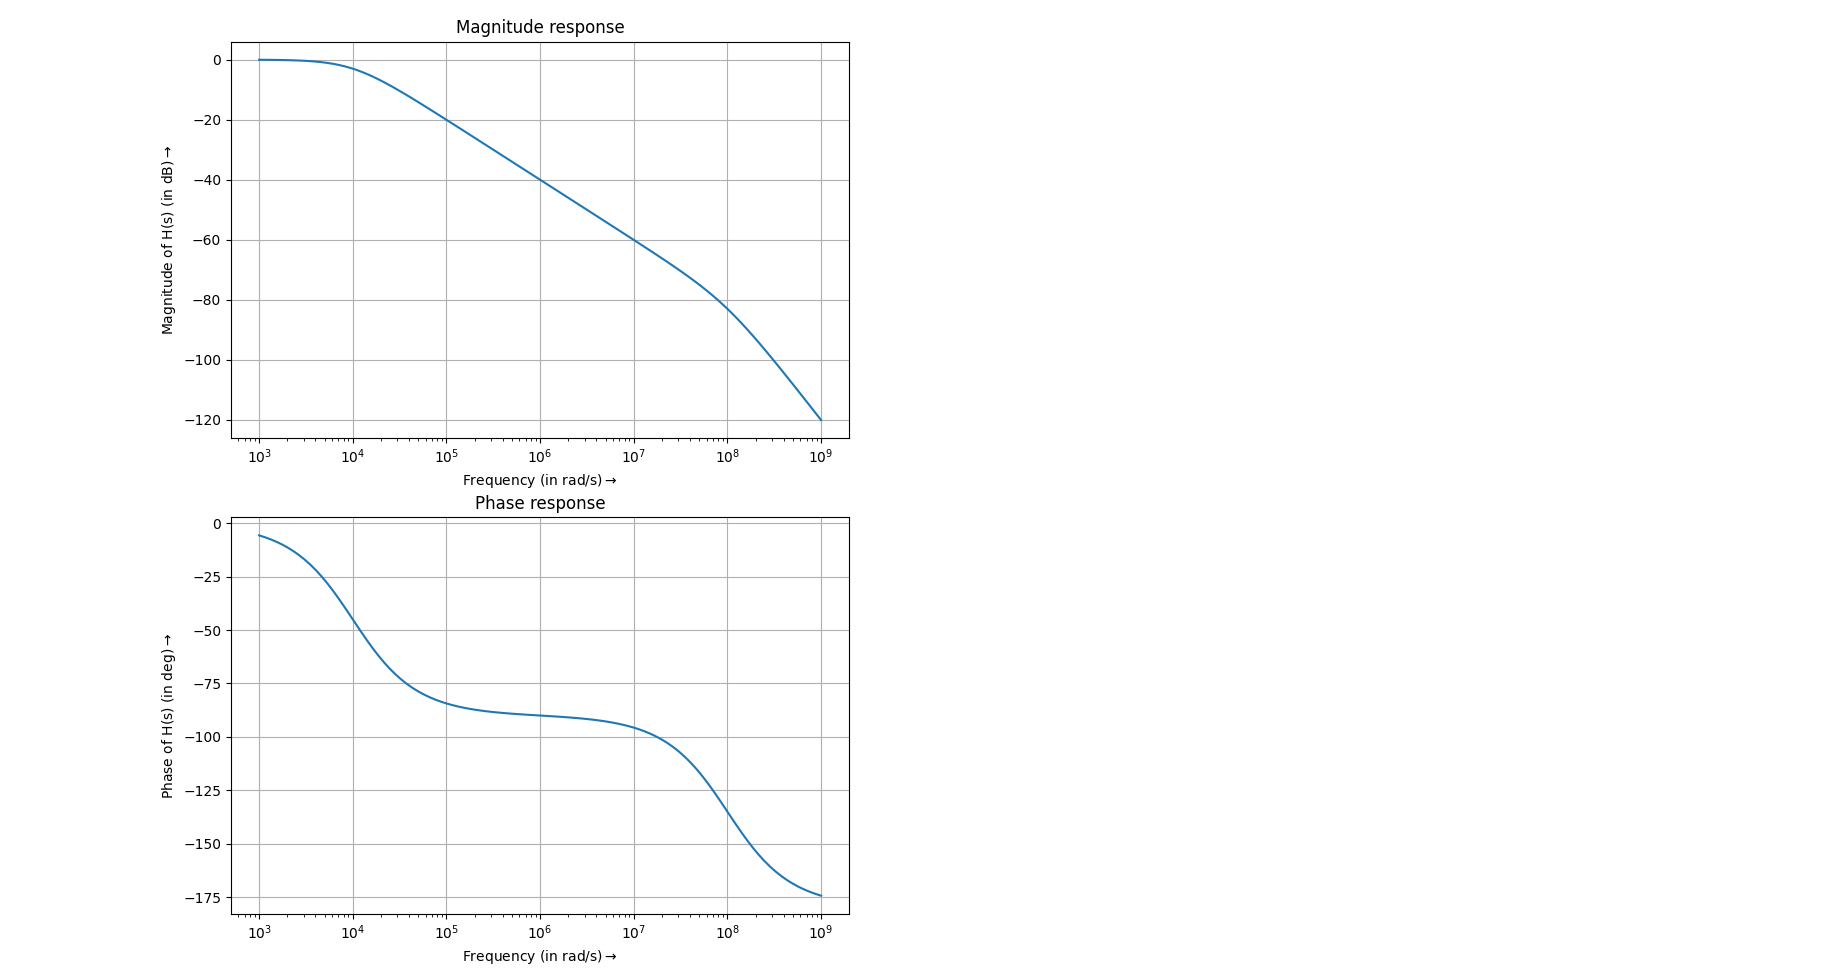 Magnitude response
0
−20
−40
−60
−80
−100
−120
Magnitude of H(s) (in dB)→
10³ 10⁴ 10⁵ 10⁶ 10⁷ 10⁸ 10⁹
Frequency (in rad/s)→
Phase response
0
−25
−50
−75
−100
−125
−150
−175
Phase of H(s) (in deg)→
10³ 10⁴ 10⁵ 10⁶ 10⁷ 10⁸ 10⁹
Frequency (in rad/s)→